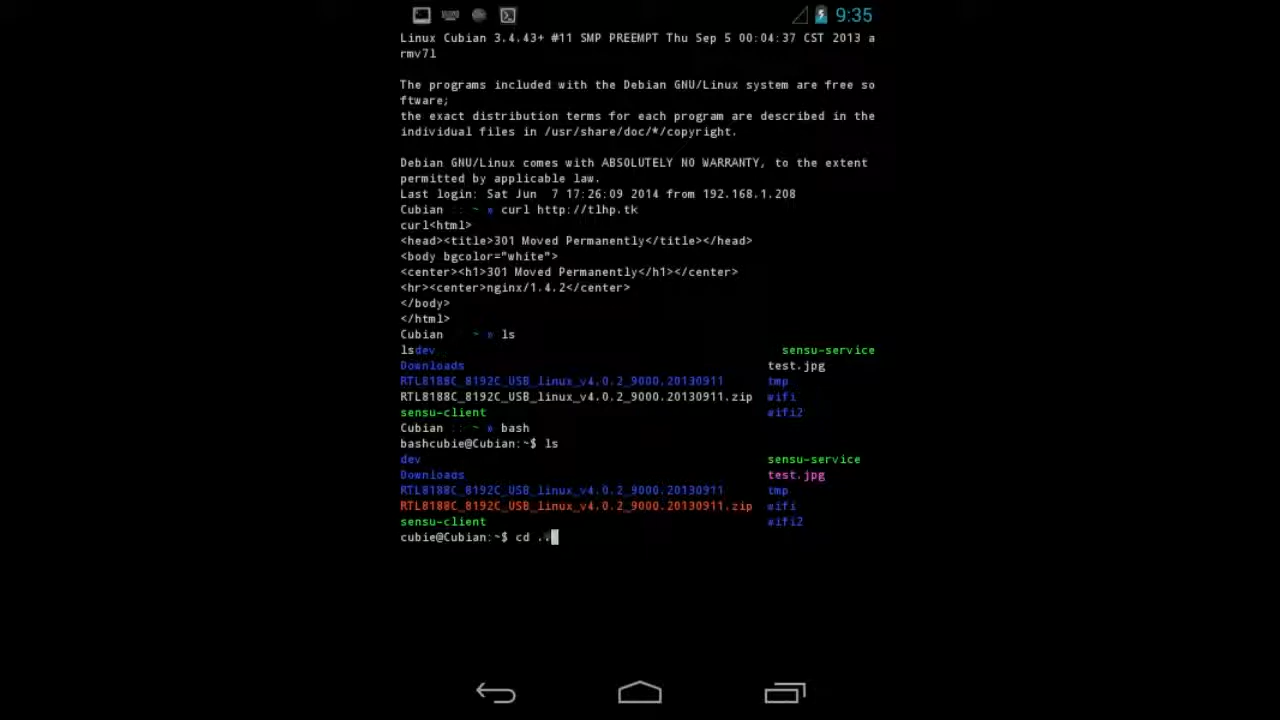 9:35
Linux Cubian 3.4.43+ #11 SMP PREEMPT Thu Sep 5 00:04:37 CST 2013 a
rmv7l
The programs included with the Debian GNU/Linux system are free so
ftware;
the exact distribution terms for each program are described in the
individual files in /usr/share/doc/*/copyright.
Debian GNU/Linux comes with ABSOLUTELY NO WARRANTY, to the extent
permitted by applicable law.
Last login: Sat Jun  7 17:26:09 2014 from 192.168.1.208
Cubian :: ~ » curl http://tlhp.tk
curl<html>
<head><title>301 Moved Permanently</title></head>
<body bgcolor="white">
<center><h1>301 Moved Permanently</h1></center>
<hr><center>nginx/1.4.2</center>
</body>
</html>
Cubian    ~ » ls
lsdev sensu-service
Downloads test.jpg
RTL8188C_8192C_USB_linux_v4.0.2_9000.20130911 tmp
RTL8188C_8192C_USB_linux_v4.0.2_9000.20130911.zip wifi
sensu-client wifi2
Cubian :: ~ » bash
bashcubie@Cubian:~$ ls
dev sensu-service
Downloads test.jpg
RTL8188C_8192C_USB_linux_v4.0.2_9000.20130911 tmp
RTL8188C_8192C_USB_linux_v4.0.2_9000.20130911.zip wifi
sensu-client wifi2
cubie@Cubian:~$ cd ..